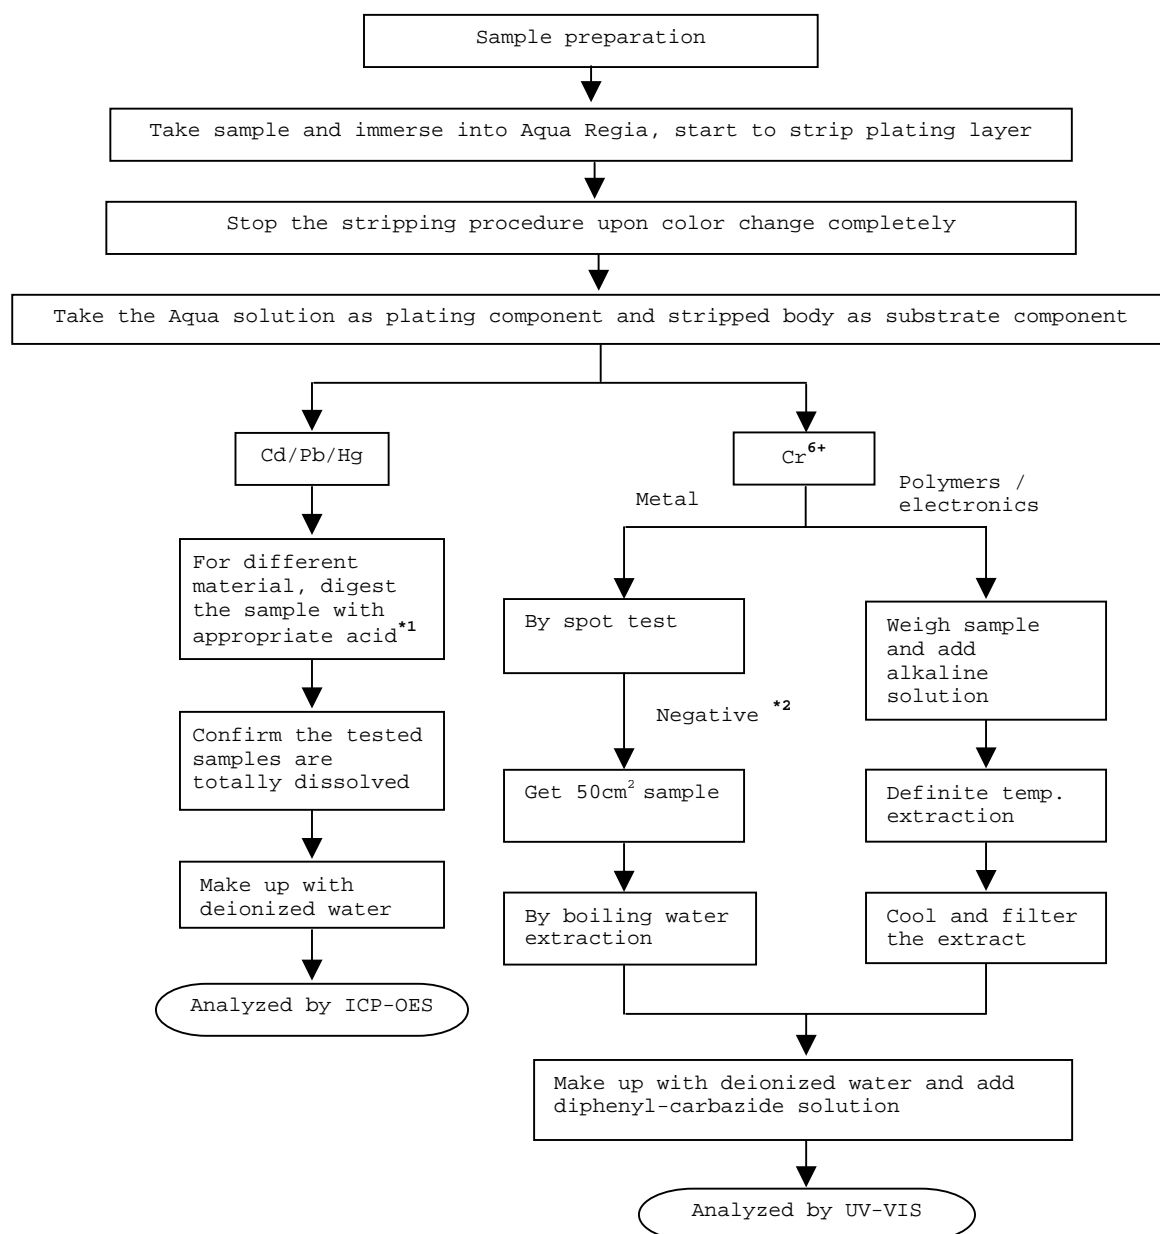 Sample preparation
Take sample and immerse into Aqua Regia, start to strip plating layer
Stop the stripping procedure upon color change completely
Take the Aqua solution as plating component and stripped body as substrate component
Cd/Pb/Hg
Cr6+
Metal
Polymers /
electronics
For different
material, digest
the sample with
appropriate acid*1
By spot test
Weigh sample
and add
alkaline
solution
Negative *2
Confirm the tested
samples are
totally dissolved
Get 50cm2 sample
Definite temp.
extraction
Make up with
deionized water
By boiling water
extraction
Cool and filter
the extract
Analyzed by ICP-OES
Make up with deionized water and add
diphenyl-carbazide solution
Analyzed by UV-VIS